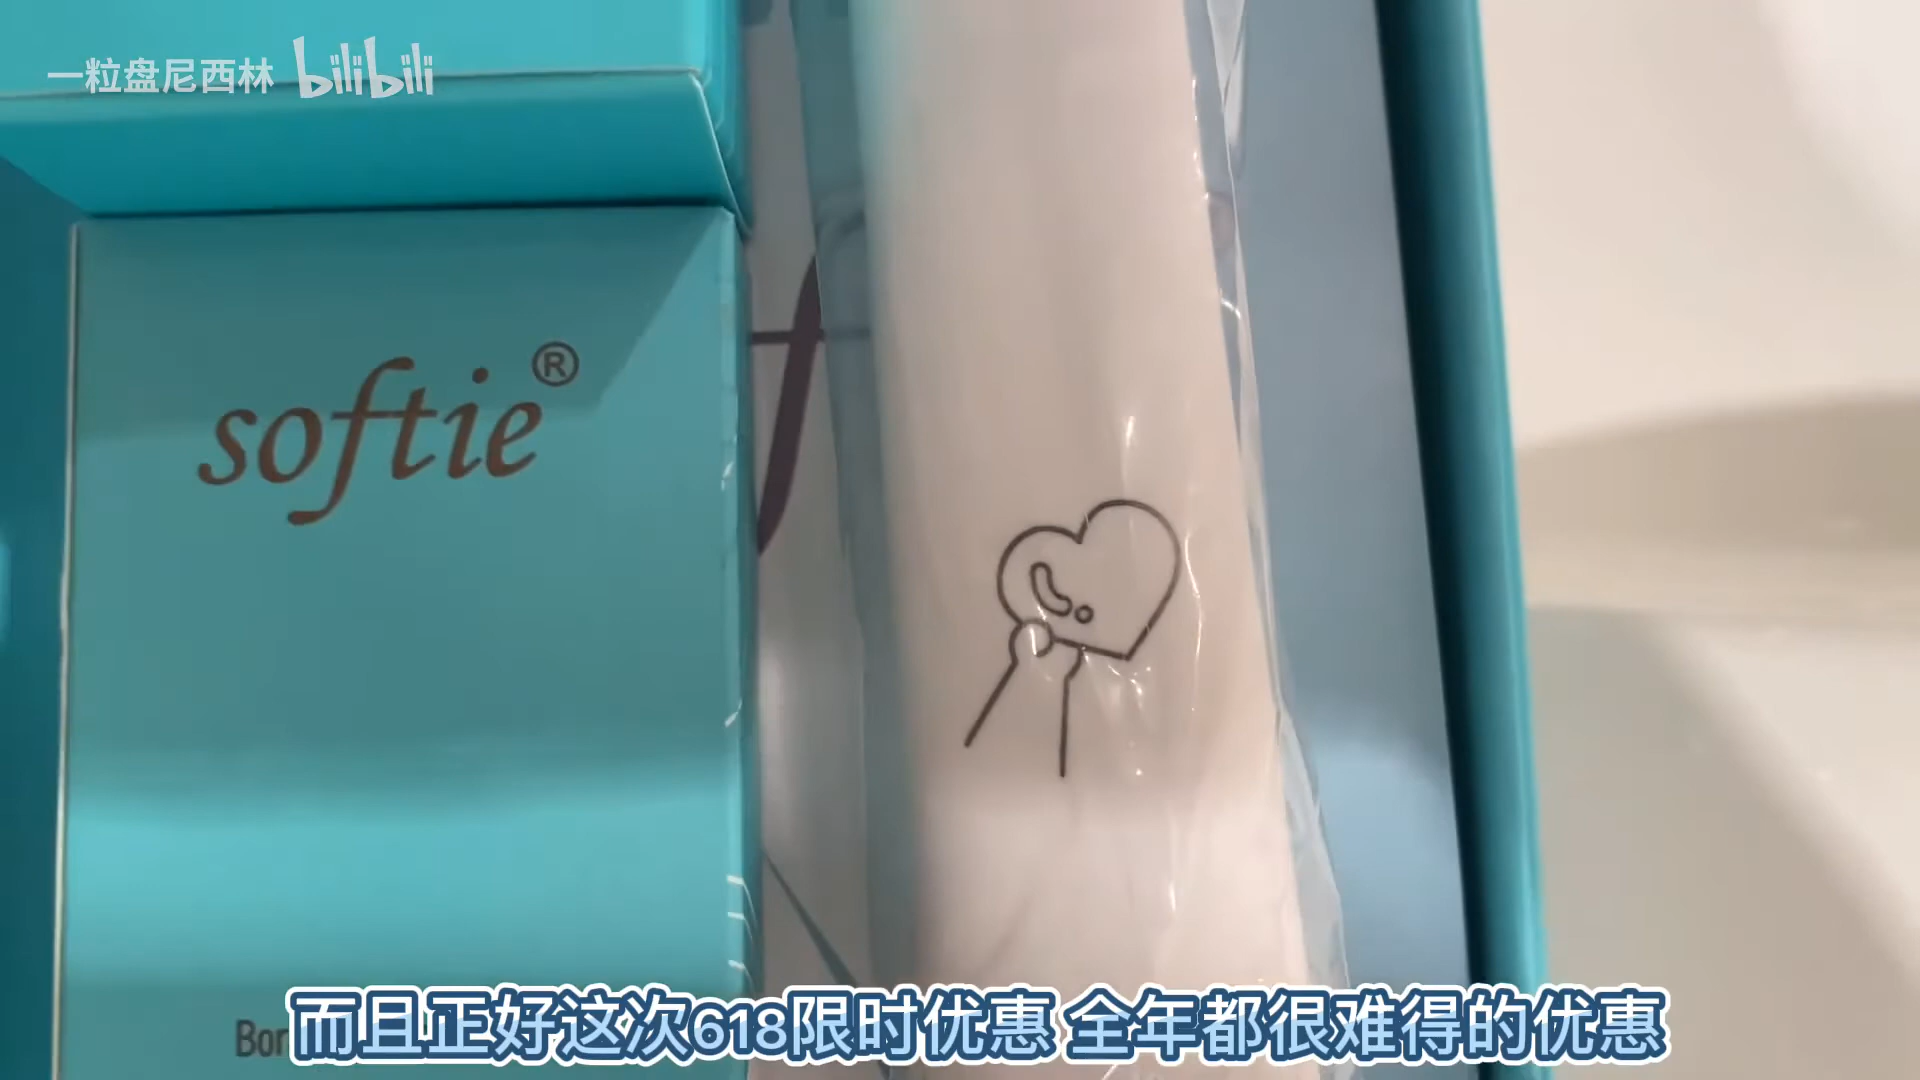 一粒盘尼西林 bilibili
softie®
Bor
而且正好这次618限时优惠 全年都很难得的优惠